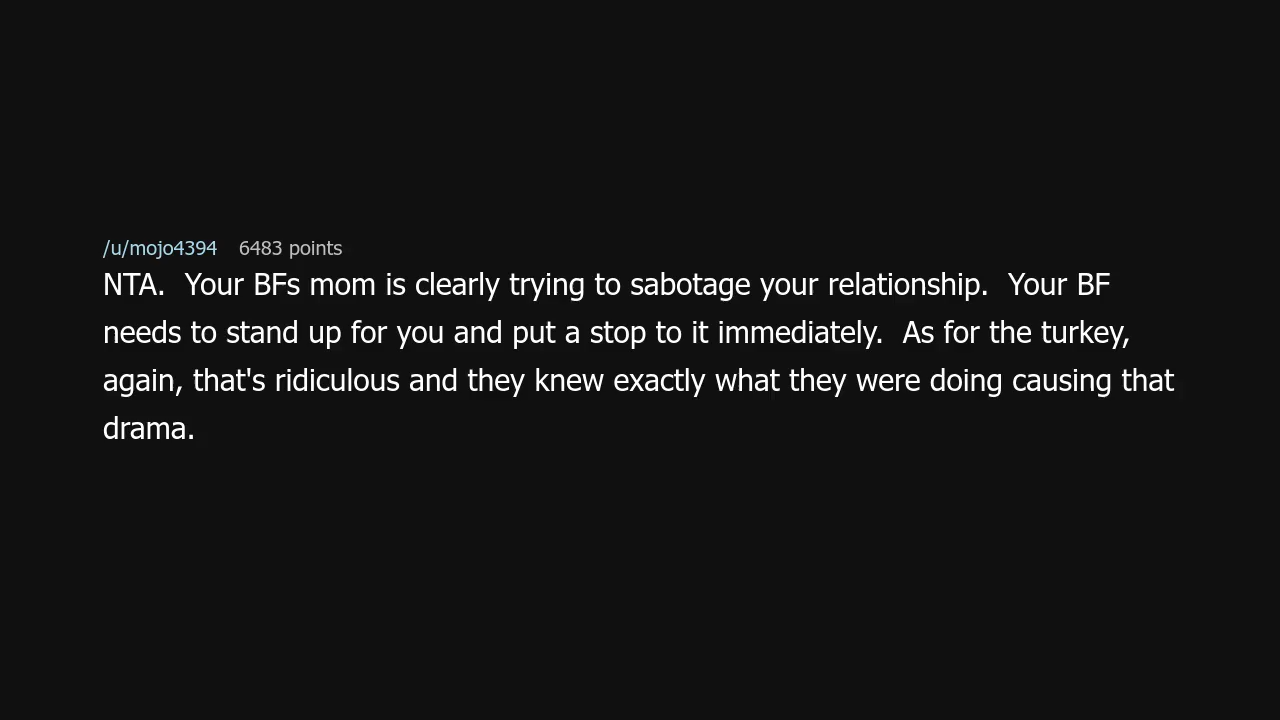 /u/mojo4394 6483 points
NTA.  Your BFs mom is clearly trying to sabotage your relationship.  Your BF
needs to stand up for you and put a stop to it immediately.  As for the turkey,
again, that's ridiculous and they knew exactly what they were doing causing that
drama.